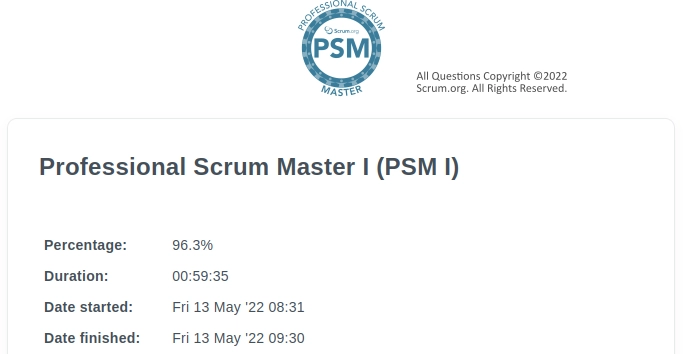 PROFESSIONAL SCRUM
Scrum.org
PSM
MASTER
All Questions Copyright ©2022
Scrum.org. All Rights Reserved.
Professional Scrum Master I (PSM I)
Percentage: 96.3%
Duration: 00:59:35
Date started: Fri 13 May '22 08:31
Date finished: Fri 13 May '22 09:30